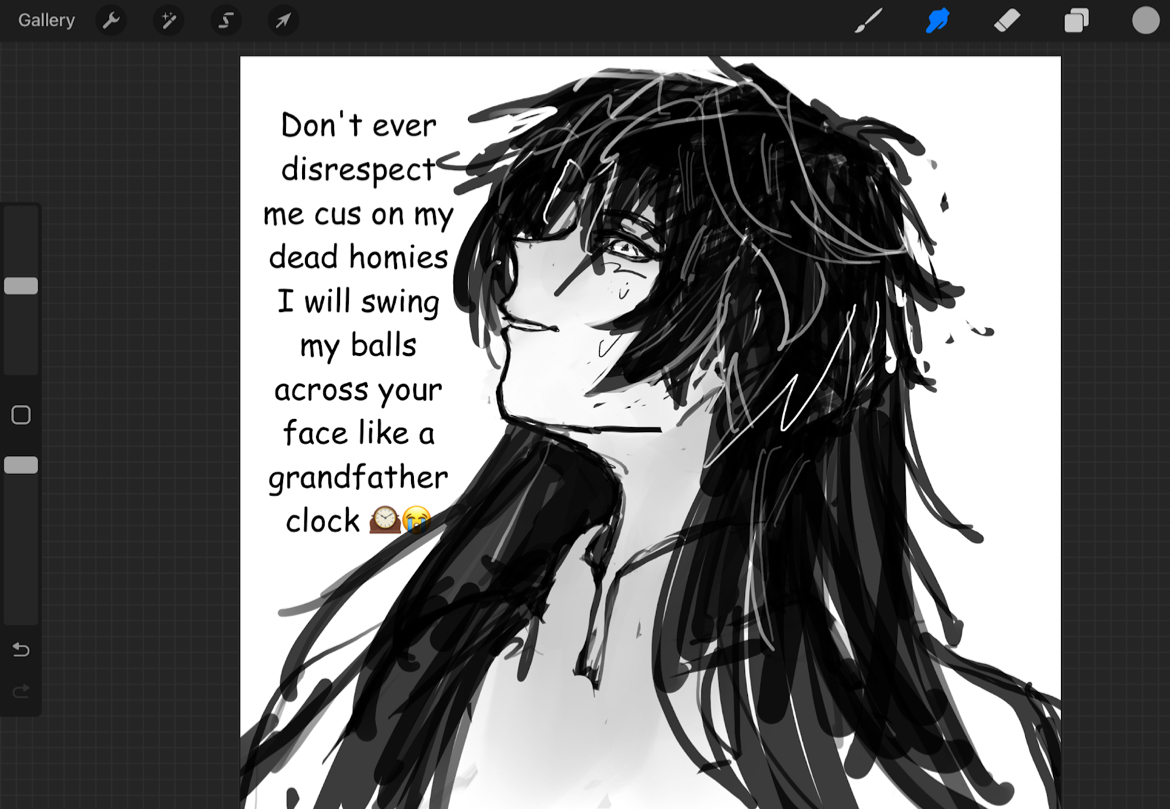 Gallery
Don't ever
disrespect
me cus on my
dead homies
I will swing
my balls
across your
face like a
grandfather
clock 🕰️😭